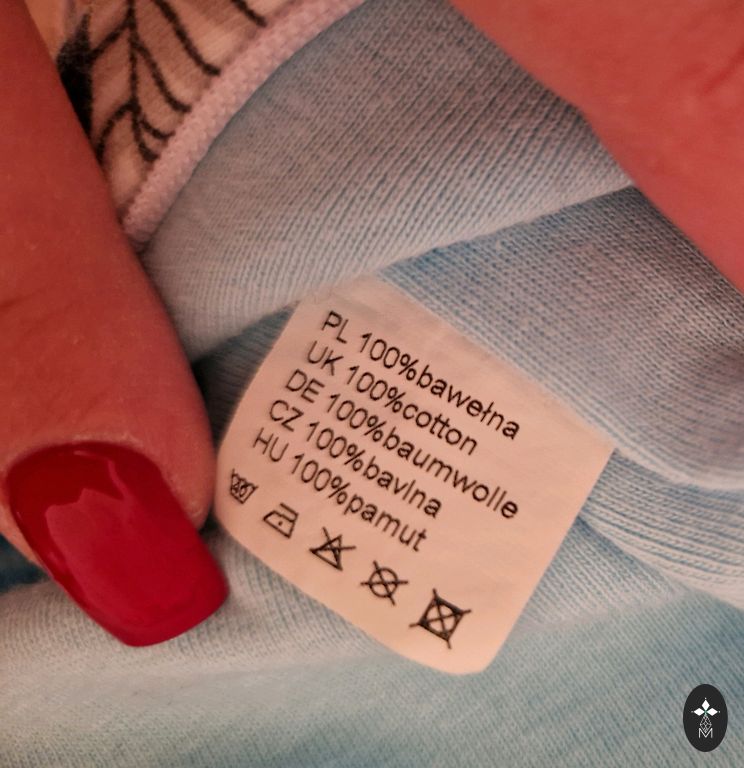 PL 100%bawełna
UK 100%cotton
DE 100%baumwolle
CZ 100%bavlna
HU 100%pamut
M